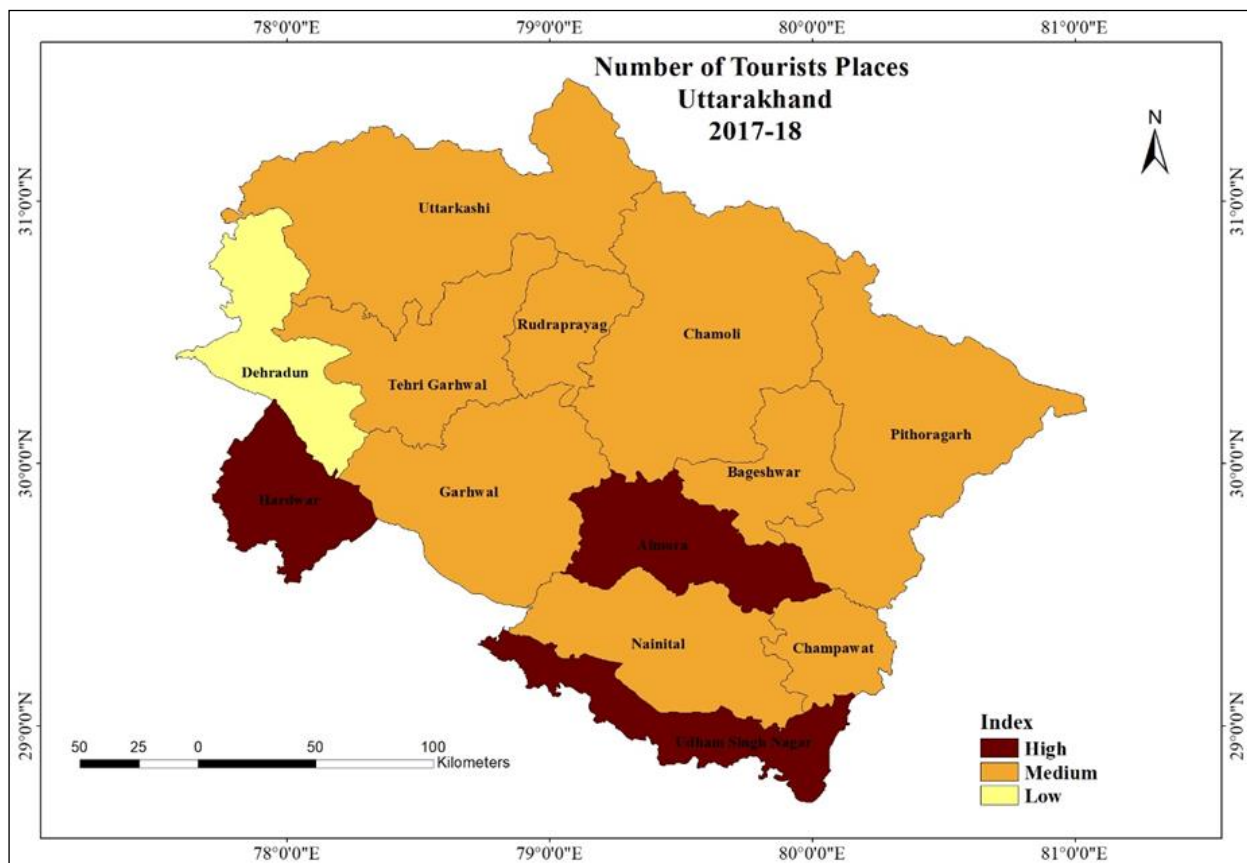 78°0'0"E 79°0'0"E 80°0'0"E 81°0'0"E
Number of Tourists Places
Uttarakhand
2017-18
N
31°0'0"N
31°0'0"N
Uttarkashi
Rudraprayag
Chamoli
Dehradun
Tehri Garhwal
Pithoragarh
30°0'0"N
30°0'0"N
Bageshwar
Garhwal
Hardwar
Almora
Nainital
Champawat
29°0'0"N
29°0'0"N
Udham Singh Nagar
Index
High
Medium
Low
50 25 0 50 100
Kilometers
78°0'0"E 79°0'0"E 80°0'0"E 81°0'0"E